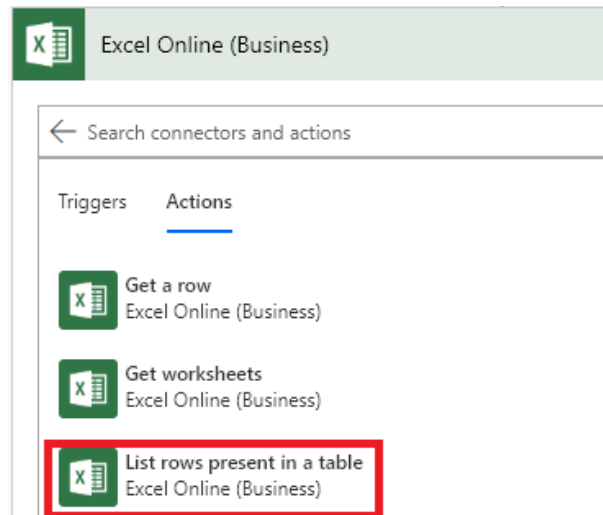 Excel Online (Business)
Search connectors and actions
Triggers Actions
Get a row
Excel Online (Business)
Get worksheets
Excel Online (Business)
List rows present in a table
Excel Online (Business)